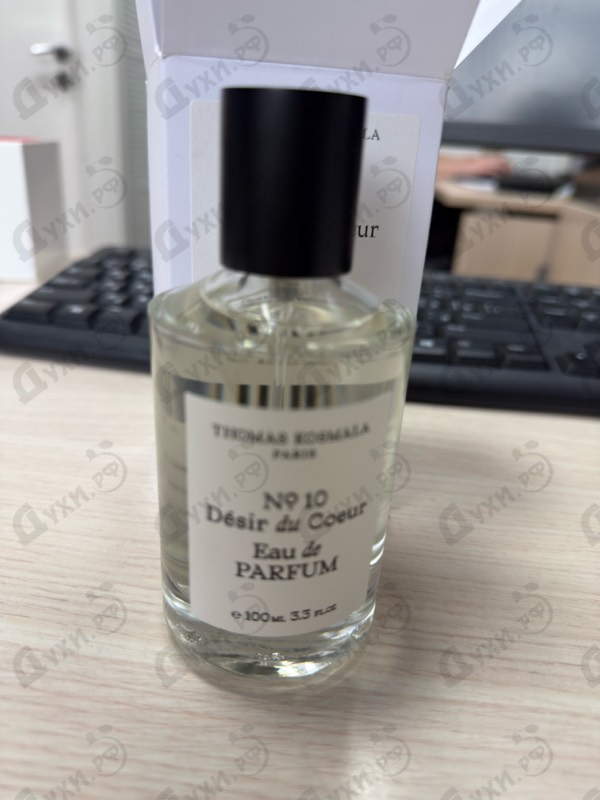 LA
ur
THOMAS KOSMALA
PARIS
Nº 10
Désir du Coeur
Eau de
PARFUM
℮ 100 ML 3.3 FL OZ
Духи.рф